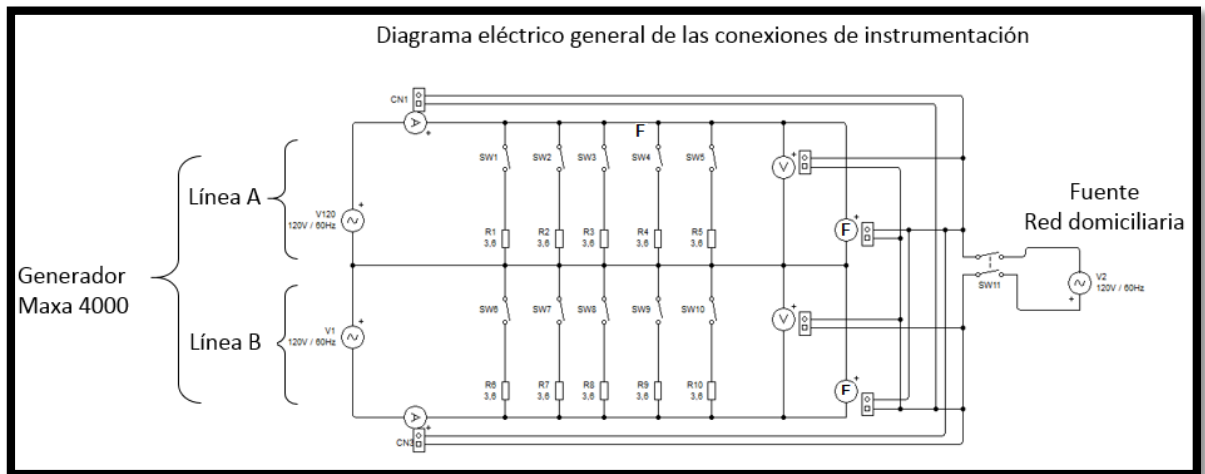 Diagrama eléctrico general de las conexiones de instrumentación
CN1
A
+
F
SW1 SW2 SW3 SW4 SW5
+
V
Línea A
V120
120V / 60Hz
+
R1 3,6
R2 3,6
R3 3,6
R4 3,6
R5 3,6
+
F
Fuente
Red domiciliaria
SW11
V2
120V / 60Hz
+
Generador
Maxa 4000
Línea B
V1
120V / 60Hz
+
SW6 SW7 SW8 SW9 SW10
+
V
R6 3,6
R7 3,6
R8 3,6
R9 3,6
R10 3,6
+
F
A
+
CN3